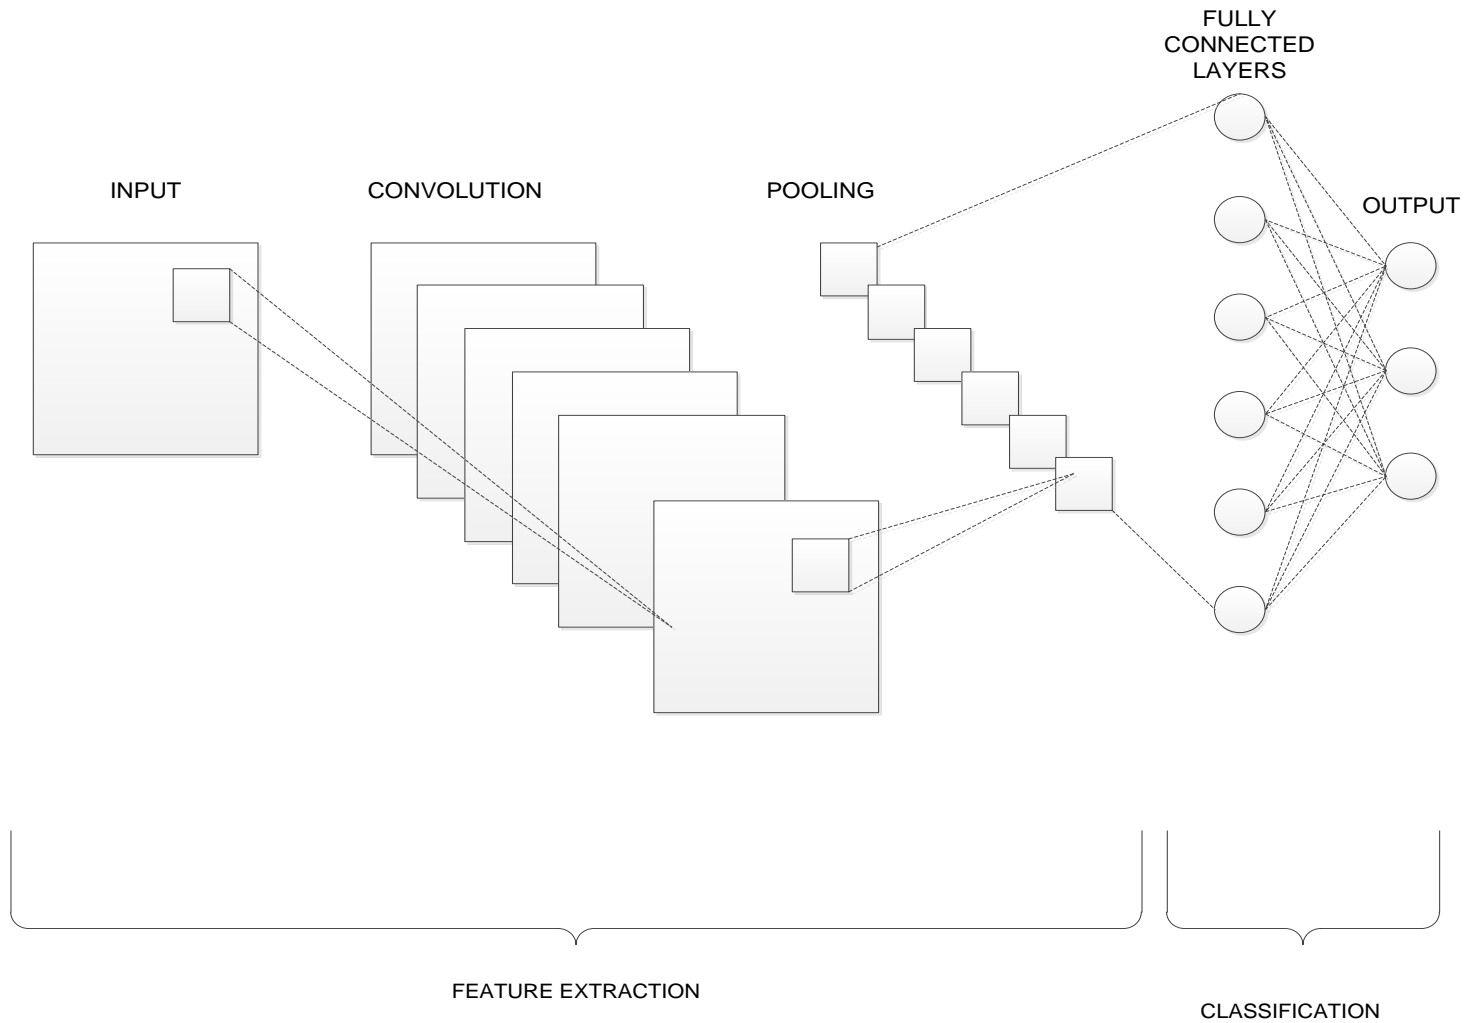 FULLY
CONNECTED
LAYERS
INPUT
CONVOLUTION
POOLING
OUTPUT
FEATURE EXTRACTION
CLASSIFICATION